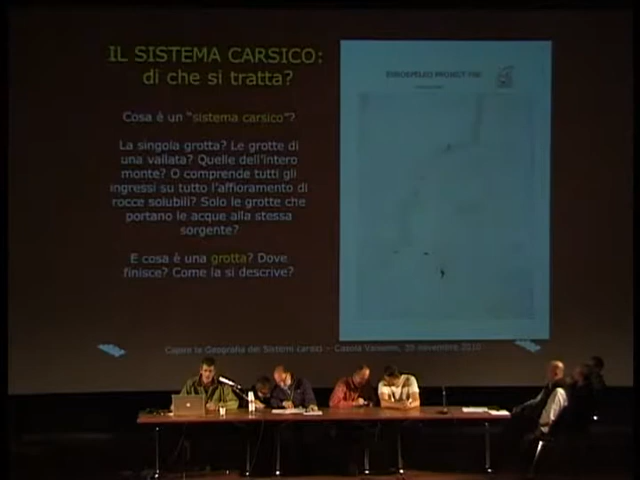 IL SISTEMA CARSICO:
di che si tratta?
Cosa è un "sistema carsico"?
La singola grotta? Le grotte di
una vallata? Quelle dell'intero
monte? O comprende tutti gli
ingressi su tutto l'affioramento di
rocce solubili? Solo le grotte che
portano le acque alla stessa
sorgente?
E cosa è una grotta? Dove
finisce? Come la si descrive?
PROJECT
Capire la Geografia dei Sistemi carsici – Casola Valsenio, novembre 2010